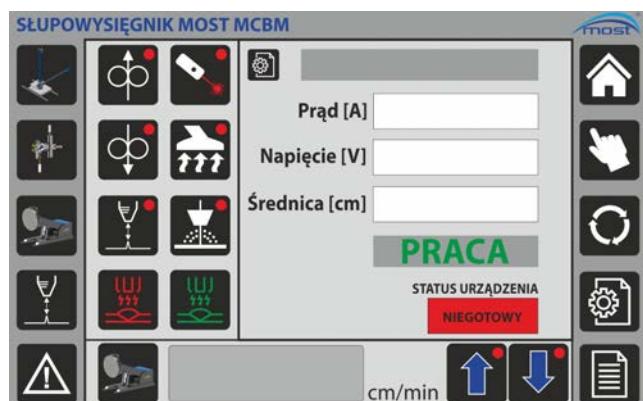 SŁUPOWYSIĘGNIK MOST MCBM
most
Prąd [A]
Napięcie [V]
Średnica [cm]
PRACA
STATUS URZĄDZENIA
NIEGOTOWY
cm/min